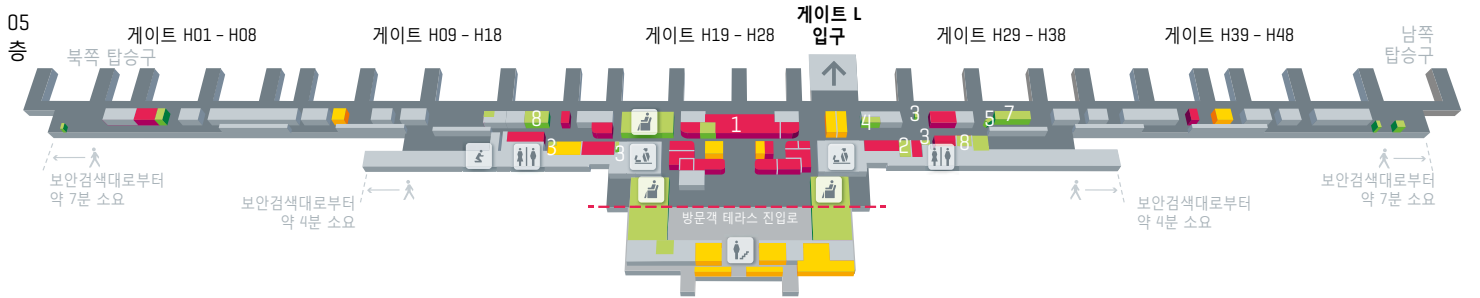 05
층
게이트 H01 – H08
게이트 H09 – H18
게이트 H19 – H28
게이트 L
입구
게이트 H29 – H38
게이트 H39 – H48
북쪽 탑승구
남쪽
탑승구
8
3
3
1
4
3
3
2
5
7
8
보안검색대로부터
약 7분 소요
보안검색대로부터
약 4분 소요
방문객 테라스 진입로
보안검색대로부터
약 4분 소요
보안검색대로부터
약 7분 소요